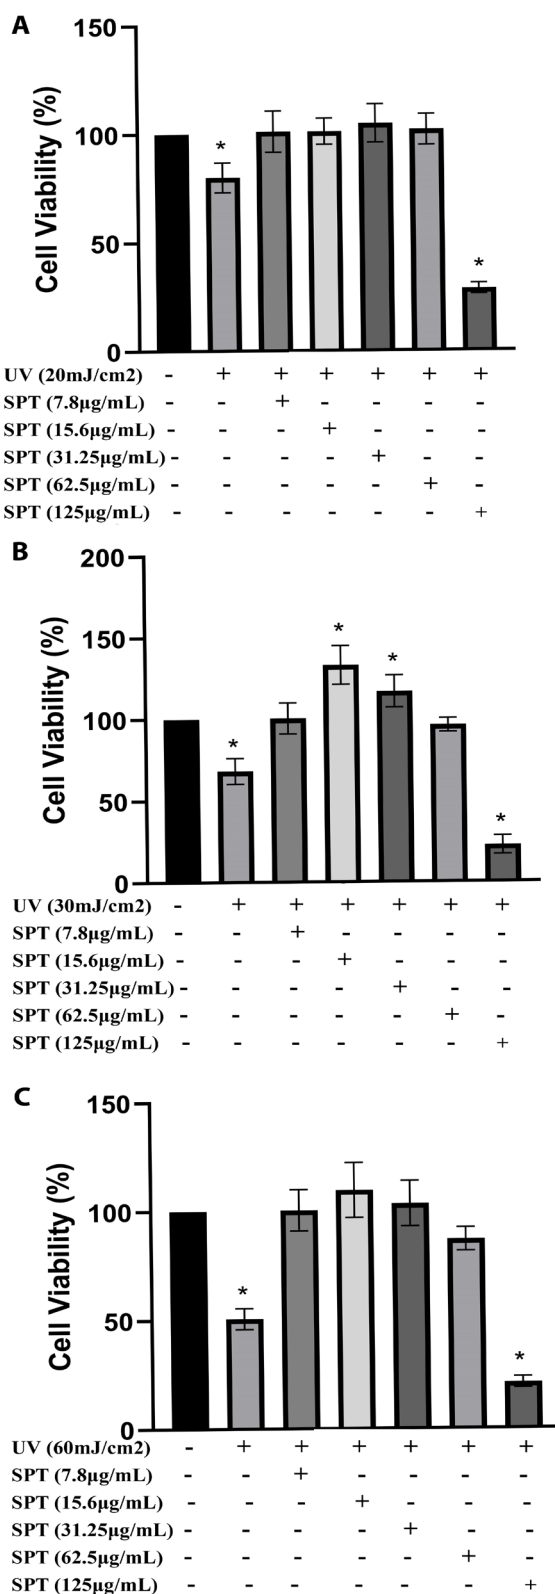 A
150
100
50
0
Cell Viability (%)
*
*
UV (20mJ/cm2) - + + + + + +
SPT (7.8µg/mL) - - + - - - -
SPT (15.6µg/mL) - - - + - - -
SPT (31.25µg/mL) - - - - + - -
SPT (62.5µg/mL) - - - - - + -
SPT (125µg/mL) - - - - - - +
B
200
150
100
50
0
Cell Viability (%)
*
*
*
*
UV (30mJ/cm2) - + + + + + +
SPT (7.8µg/mL) - - + - - - -
SPT (15.6µg/mL) - - - + - - -
SPT (31.25µg/mL) - - - - + - -
SPT (62.5µg/mL) - - - - - + -
SPT (125µg/mL) - - - - - - +
C
150
100
50
0
Cell Viability (%)
*
*
UV (60mJ/cm2) - + + + + + +
SPT (7.8µg/mL) - - + - - - -
SPT (15.6µg/mL) - - - + - - -
SPT (31.25µg/mL) - - - - + - -
SPT (62.5µg/mL) - - - - - + -
SPT (125µg/mL) - - - - - - +